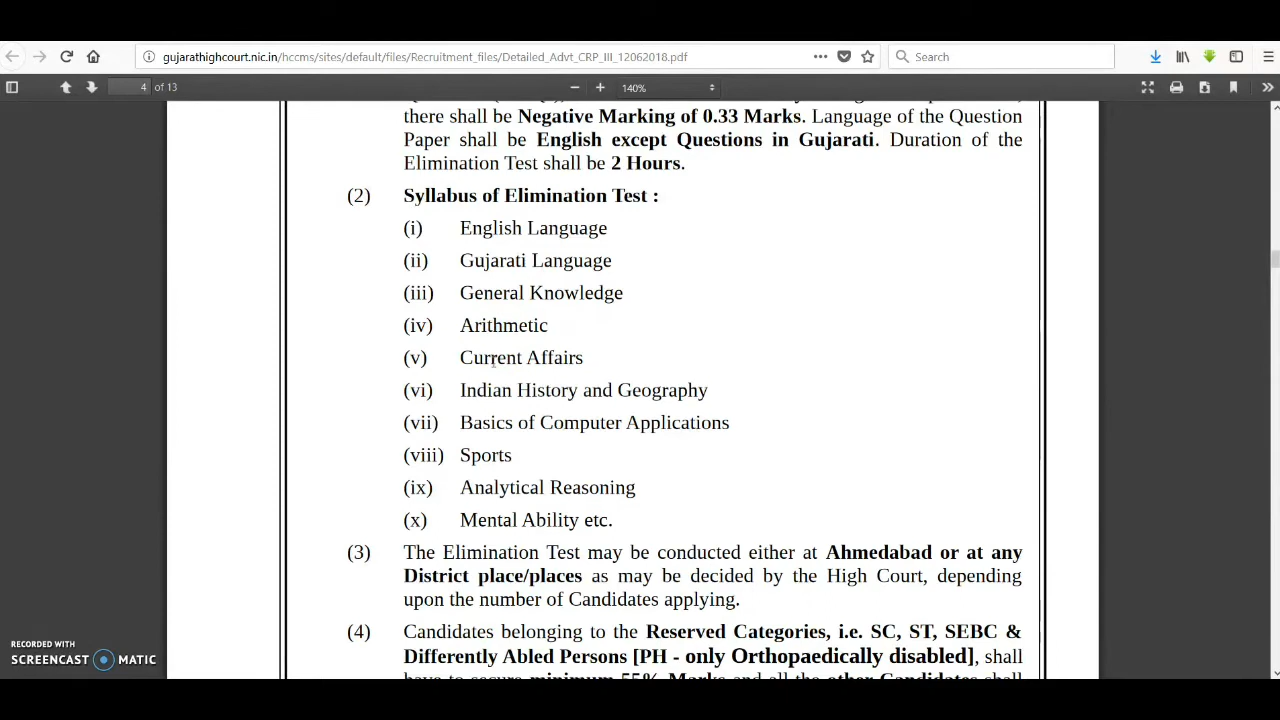 gujarathighcourt.nic.in/hccms/sites/default/files/Recruitment_files/Detailed_Advt_CRP_III_12062018.pdf
Search
4 of 13
140%
there shall be Negative Marking of 0.33 Marks. Language of the Question
Paper shall be English except Questions in Gujarati. Duration of the
Elimination Test shall be 2 Hours.
(2) Syllabus of Elimination Test :
(i) English Language
(ii) Gujarati Language
(iii) General Knowledge
(iv) Arithmetic
(v) Current Affairs
(vi) Indian History and Geography
(vii) Basics of Computer Applications
(viii) Sports
(ix) Analytical Reasoning
(x) Mental Ability etc.
(3) The Elimination Test may be conducted either at Ahmedabad or at any
District place/places as may be decided by the High Court, depending
upon the number of Candidates applying.
(4) Candidates belonging to the Reserved Categories, i.e. SC, ST, SEBC &
Differently Abled Persons [PH - only Orthopaedically disabled], shall
have to secure minimum 55% Marks and all the other Candidates shall
RECORDED WITH
SCREENCAST MATIC